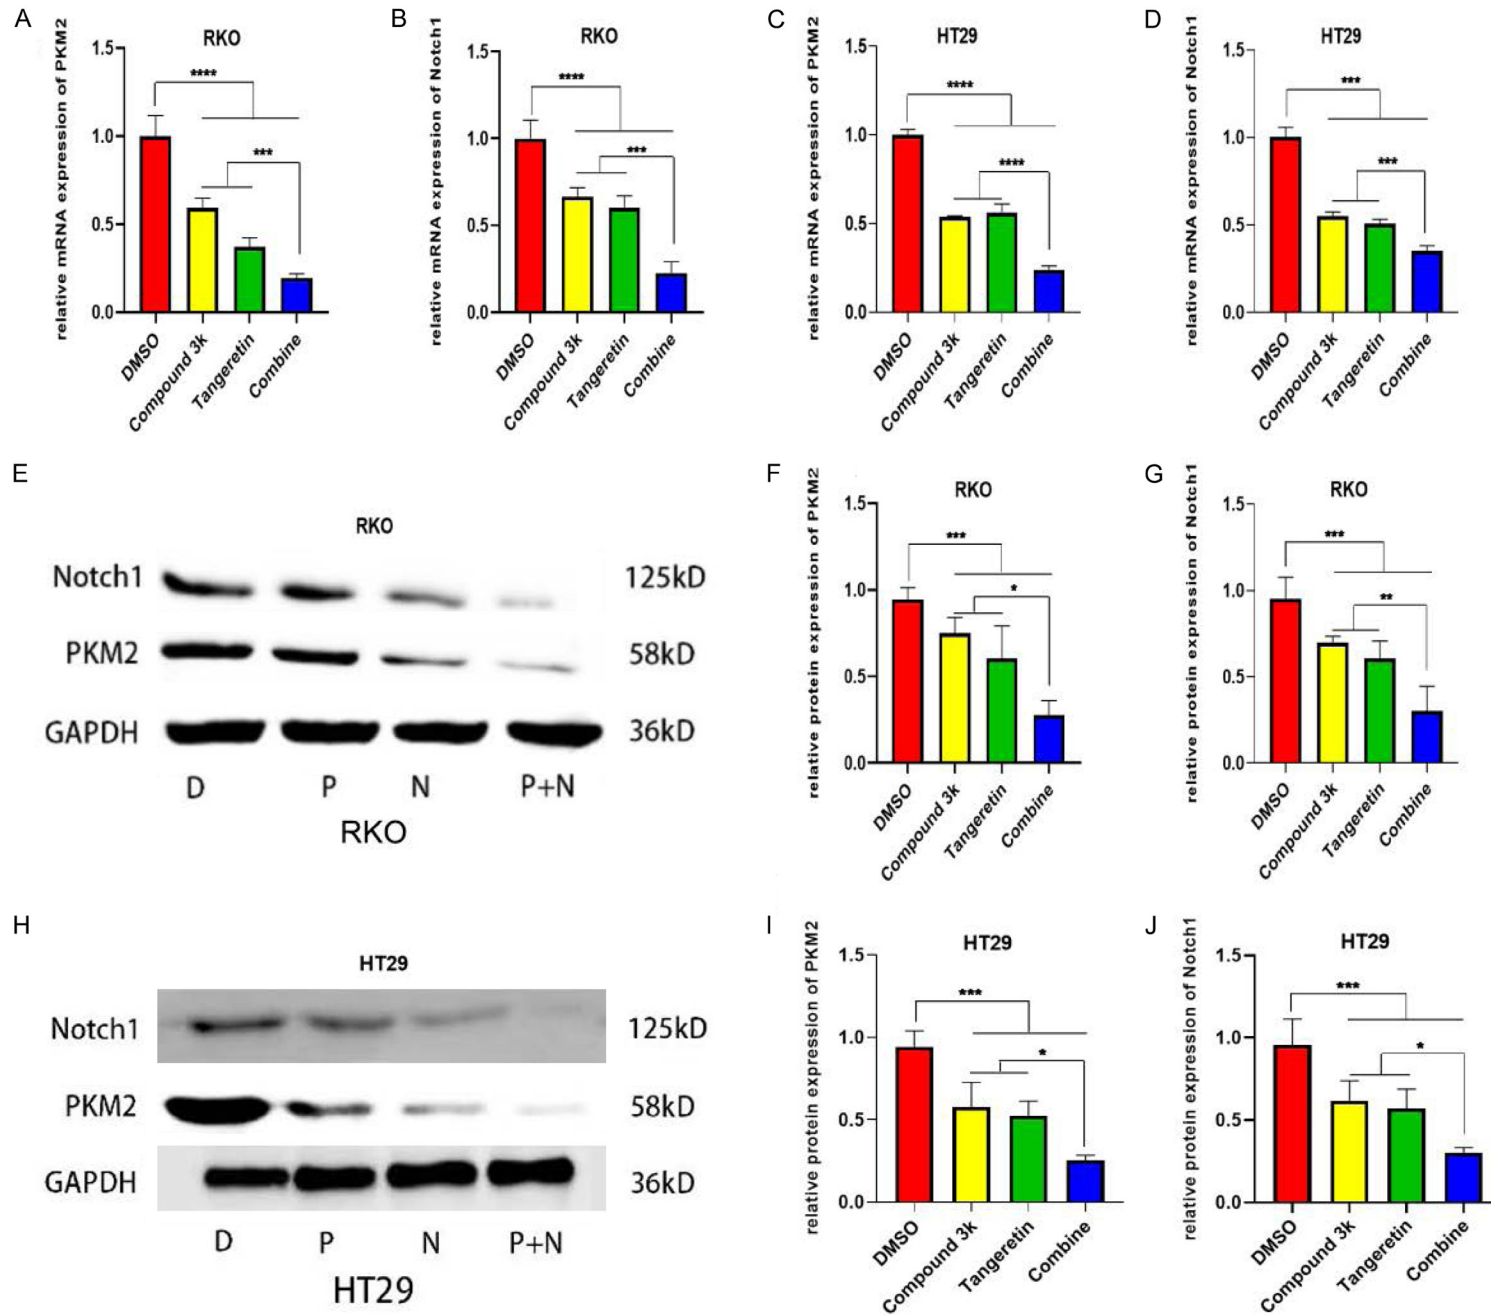 A
RKO
relative mRNA expression of PKM2
1.5
1.0
0.5
0.0
****
***
DMSO
Compound 3k
Tangeretin
Combine
B
RKO
relative mRNA expression of Notch1
1.5
1.0
0.5
0.0
****
***
DMSO
Compound 3k
Tangeretin
Combine
C
HT29
relative mRNA expression of PKM2
1.5
1.0
0.5
0.0
****
****
DMSO
Compound 3k
Tangeretin
Combine
D
HT29
relative mRNA expression of Notch1
1.5
1.0
0.5
0.0
***
***
DMSO
Compound 3k
Tangeretin
Combine
E
RKO
Notch1 125kD
PKM2 58kD
GAPDH 36kD
D P N P+N
RKO
F
RKO
relative protein expression of PKM2
1.5
1.0
0.5
0.0
***
*
DMSO
Compound 3k
Tangeretin
Combine
G
RKO
relative protein expression of Notch1
1.5
1.0
0.5
0.0
***
**
DMSO
Compound 3k
Tangeretin
Combine
H
HT29
Notch1 125kD
PKM2 58kD
GAPDH 36kD
D P N P+N
HT29
I
HT29
relative protein expression of PKM2
1.5
1.0
0.5
0.0
***
*
DMSO
Compound 3k
Tangeretin
Combine
J
HT29
relative protein expression of Notch1
1.5
1.0
0.5
0.0
***
*
DMSO
Compound 3k
Tangeretin
Combine